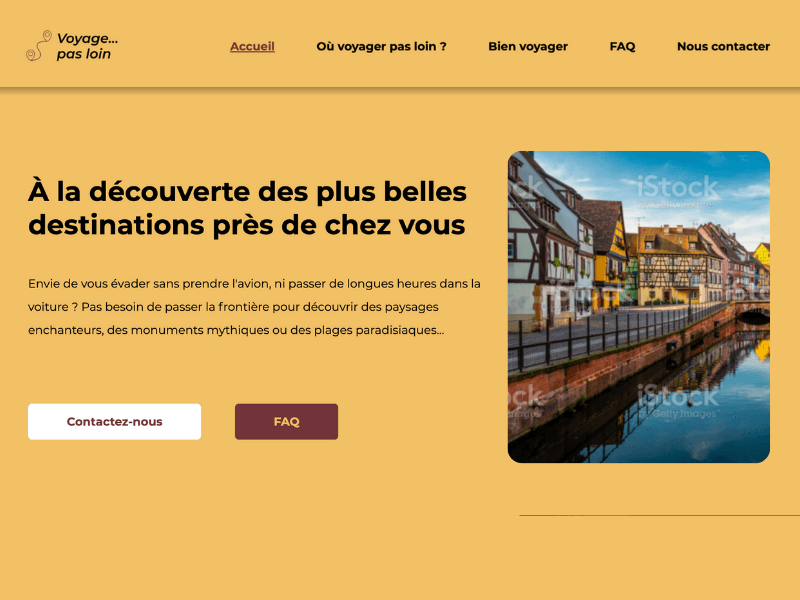 Voyage...
pas loin
Accueil
Où voyager pas loin ?
Bien voyager
FAQ
Nous contacter
À la découverte des plus belles
destinations près de chez vous
Envie de vous évader sans prendre l'avion, ni passer de longues heures dans la
voiture ? Pas besoin de passer la frontière pour découvrir des paysages
enchanteurs, des monuments mythiques ou des plages paradisiaques...
Contactez-nous
FAQ
iStock
iStock
by Getty Images